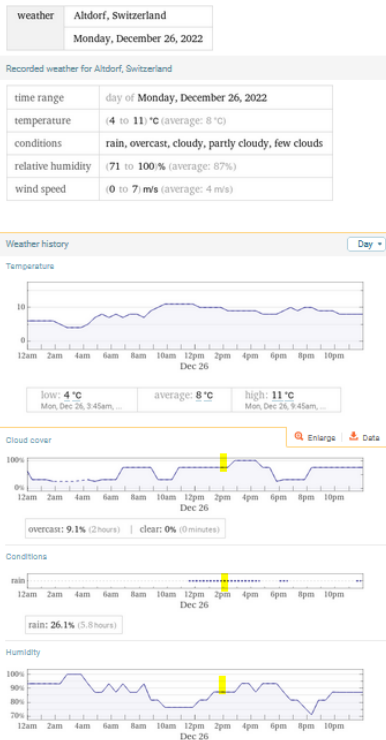 weather
Altdorf, Switzerland
Monday, December 26, 2022
Recorded weather for Altdorf, Switzerland
time range day of Monday, December 26, 2022
temperature (4 to 11) °C (average: 8 °C)
conditions rain, overcast, cloudy, partly cloudy, few clouds
relative humidity (71 to 100)% (average: 87%)
wind speed (0 to 7) m/s (average: 4 m/s)
Weather history Day
Temperature
10
0
12am 2am 4am 6am 8am 10am 12pm 2pm 4pm 6pm 8pm 10pm
Dec 26
low: 4 °C average: 8 °C high: 11 °C
Mon, Dec 26, 3:45am, ... Mon, Dec 26, 9:45am, ...
Enlarge Data
Cloud cover
100%
0%
12am 2am 4am 6am 8am 10am 12pm 2pm 4pm 6pm 8pm 10pm
Dec 26
overcast: 9.1% (2 hours) | clear: 0% (0 minutes)
Conditions
rain
12am 2am 4am 6am 8am 10am 12pm 2pm 4pm 6pm 8pm 10pm
Dec 26
rain: 26.1% (5.8 hours)
Humidity
100%
90%
80%
70%
12am 2am 4am 6am 8am 10am 12pm 2pm 4pm 6pm 8pm 10pm
Dec 26